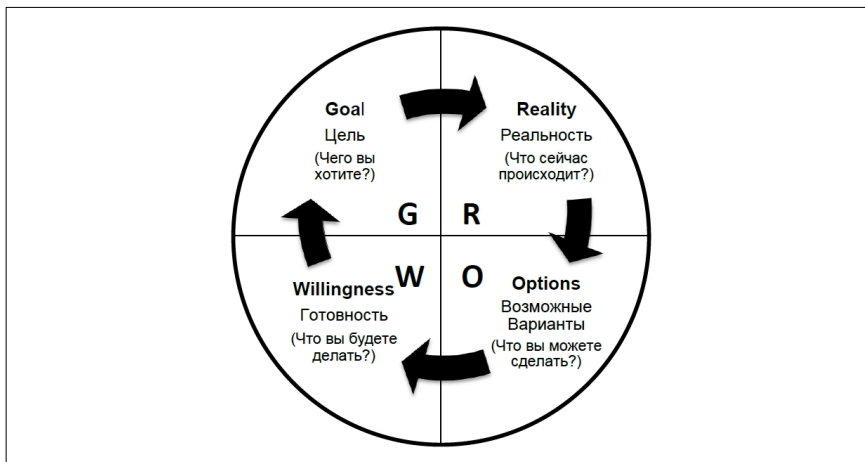 Goal
Цель
(Чего вы
хотите?)
Reality
Реальность
(Что сейчас
происходит?)
G R
W O
Willingness
Готовность
(Что вы будете
делать?)
Options
Возможные
Варианты
(Что вы можете
сделать?)